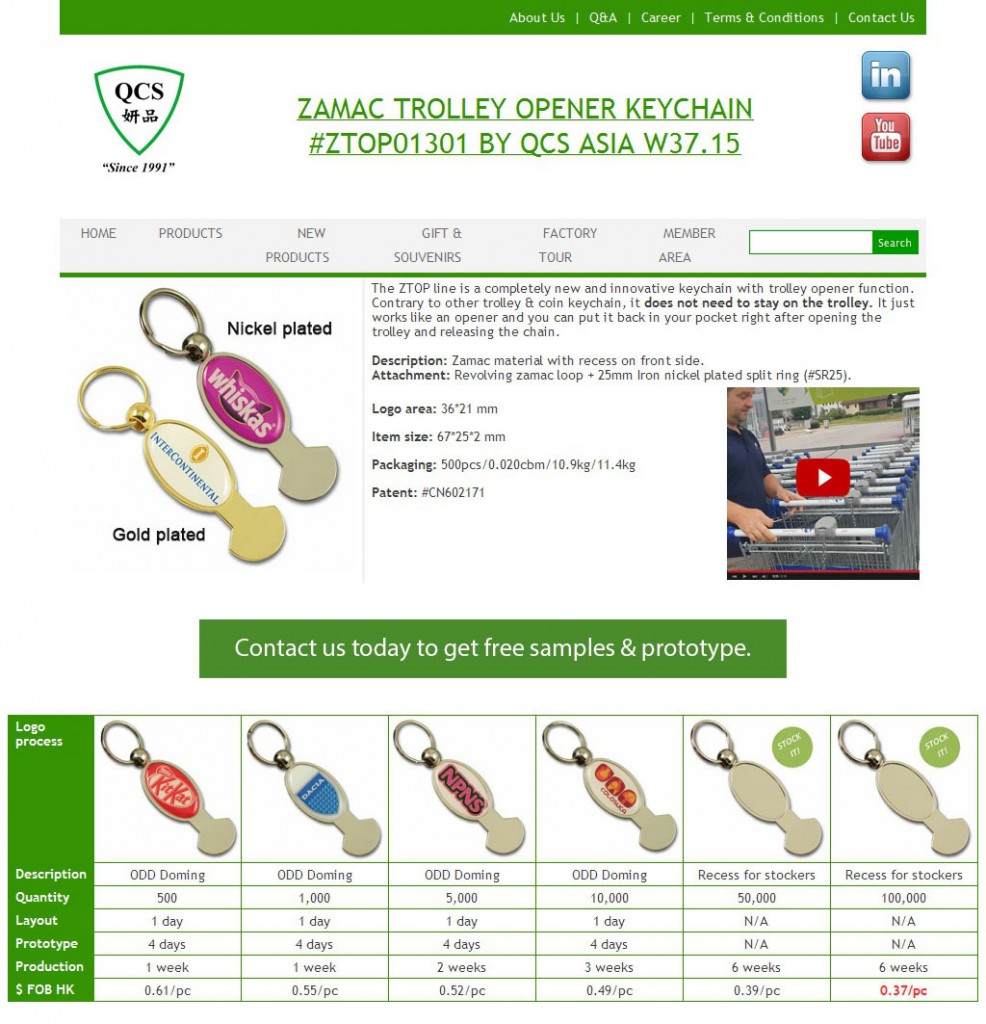 About Us | Q&A | Career | Terms & Conditions | Contact Us
QCS
妍品
“Since 1991”
ZAMAC TROLLEY OPENER KEYCHAIN
#ZTOP01301 BY QCS ASIA W37.15
in
You
Tube
HOME PRODUCTS NEW PRODUCTS GIFT & SOUVENIRS FACTORY TOUR MEMBER AREA
Search
Nickel plated
whiskas
INTERCONTINENTAL
Gold plated
The ZTOP line is a completely new and innovative keychain with trolley opener function.
Contrary to other trolley & coin keychain, it does not need to stay on the trolley. It just
works like an opener and you can put it back in your pocket right after opening the
trolley and releasing the chain.
Description: Zamac material with recess on front side.
Attachment: Revolving zamac loop + 25mm Iron nickel plated split ring (#SR25).
Logo area: 36*21 mm
Item size: 67*25*2 mm
Packaging: 500pcs/0.020cbm/10.9kg/11.4kg
Patent: #CN602171
Contact us today to get free samples & prototype.
Logo
process
KitKat
DACIA
NPNS
STOCK
IT!
STOCK
IT!
Description ODD Doming ODD Doming ODD Doming ODD Doming Recess for stockers Recess for stockers
Quantity 500 1,000 5,000 10,000 50,000 100,000
Layout 1 day 1 day 1 day 1 day N/A N/A
Prototype 4 days 4 days 4 days 4 days N/A N/A
Production 1 week 1 week 2 weeks 3 weeks 6 weeks 6 weeks
$ FOB HK 0.61/pc 0.55/pc 0.52/pc 0.49/pc 0.39/pc 0.37/pc